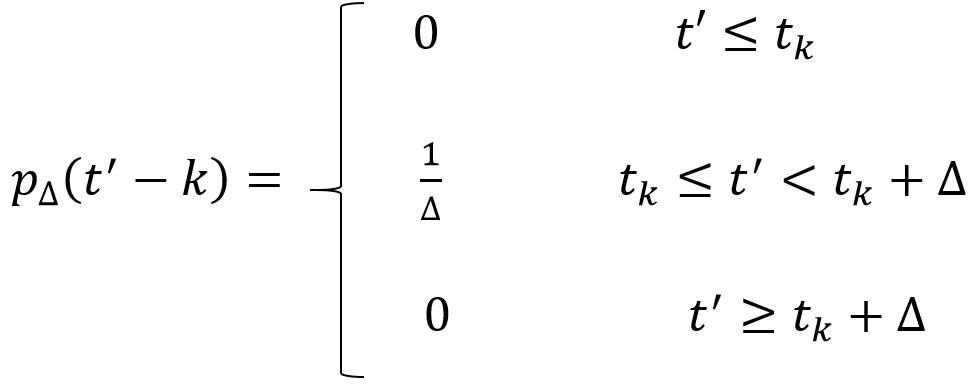 0 t′ ≤ t_k
p_Δ(t′ − k) = { 1/Δ t_k ≤ t′ < t_k + Δ
0 t′ ≥ t_k + Δ